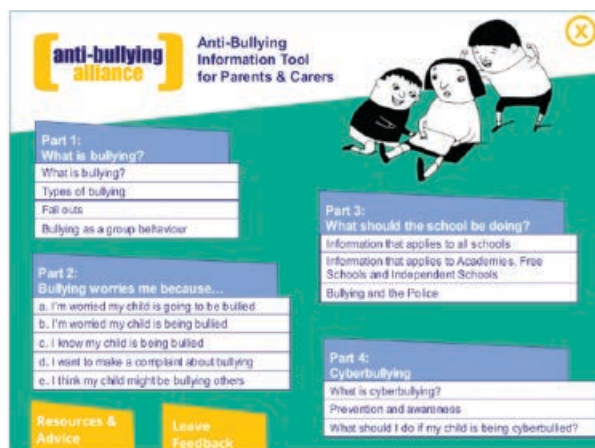 anti-bullying
alliance
Anti-Bullying
Information Tool
for Parents & Carers
X
Part 1:
What is bullying?
What is bullying?
Types of bullying
Fall outs
Bullying as a group behaviour
Part 2:
Bullying worries me because...
a. I'm worried my child is going to be bullied
b. I'm worried my child is being bullied
c. I know my child is being bullied
d. I want to make a complaint about bullying
e. I think my child might be bullying others
Part 3:
What should the school be doing?
Information that applies to all schools
Information that applies to Academies, Free
Schools and Independent Schools
Bullying and the Police
Part 4:
Cyberbullying
What is cyberbullying?
Prevention and awareness
What should I do if my child is being cyberbullied?
Resources &
Advice
Leave
Feedback